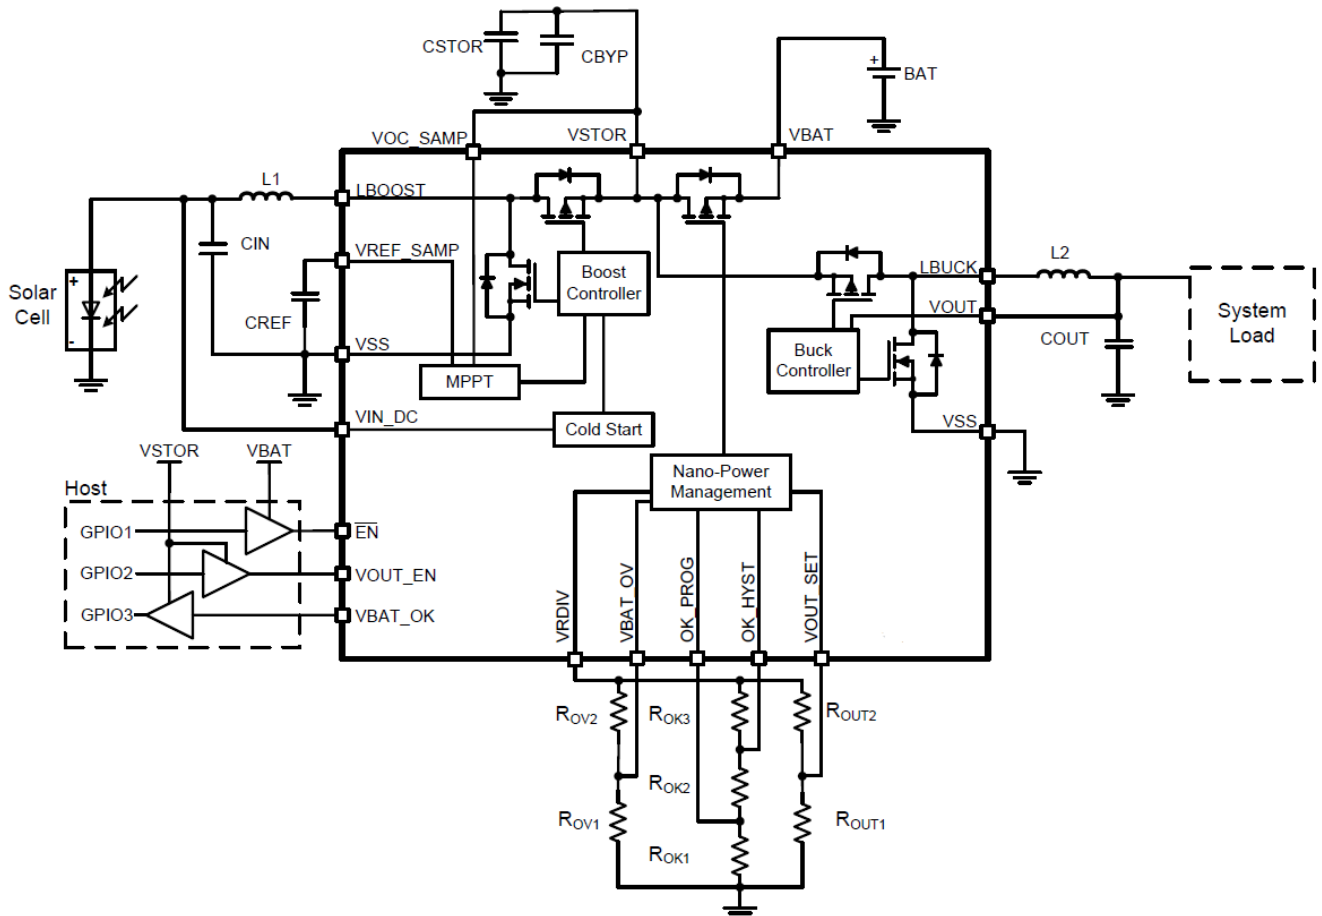 CSTOR
CBYP
+
BAT
VOC_SAMP
VSTOR
VBAT
L1
LBOOST
CIN
VREF_SAMP
Boost
Controller
LBUCK
L2
Solar
Cell
+
-
CREF
VOUT
COUT
System
Load
VSS
MPPT
Buck
Controller
VIN_DC
Cold Start
VSS
VSTOR
VBAT
Nano-Power
Management
Host
GPIO1
EN
GPIO2
VOUT_EN
GPIO3
VBAT_OK
VRDIV
VBAT_OV
OK_PROG
OK_HYST
VOUT_SET
ROV2
ROK3
ROUT2
ROK2
ROV1
ROUT1
ROK1